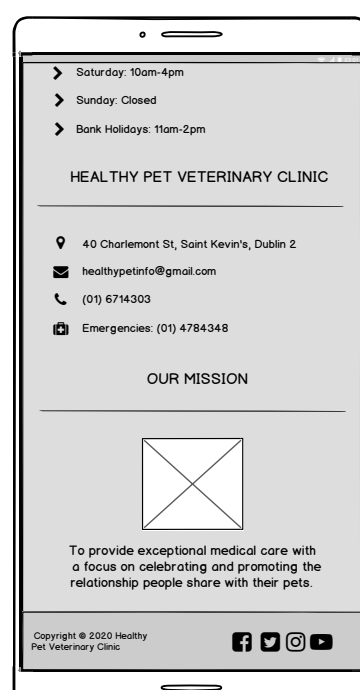 Saturday: 10am-4pm
Sunday: Closed
Bank Holidays: 11am-2pm
HEALTHY PET VETERINARY CLINIC
40 Charlemont St, Saint Kevin's, Dublin 2
healthypetinfo@gmail.com
(01) 6714303
Emergencies: (01) 4784348
OUR MISSION
To provide exceptional medical care with
a focus on celebrating and promoting the
relationship people share with their pets.
Copyright © 2020 Healthy
Pet Veterinary Clinic